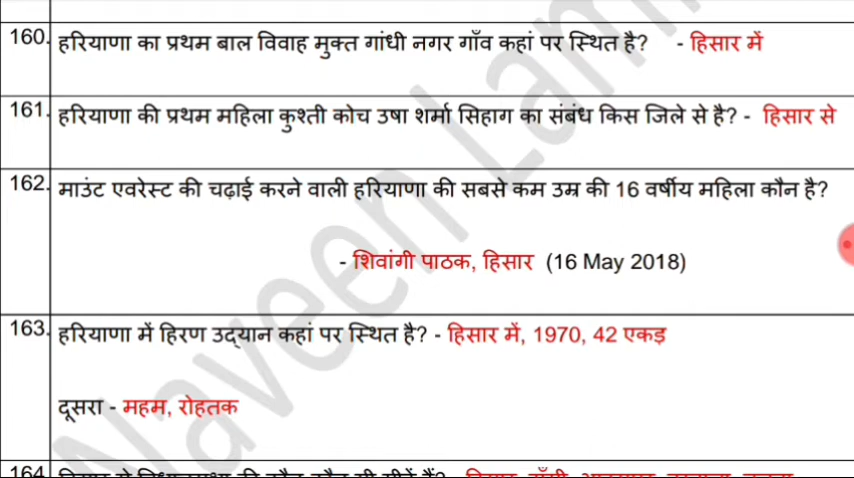 160. हरियाणा का प्रथम बाल विवाह मुक्त गांधी नगर गाँव कहां पर स्थित है? - हिसार में
161. हरियाणा की प्रथम महिला कुश्ती कोच उषा शर्मा सिहाग का संबंध किस जिले से है? - हिसार से
162. माउंट एवरेस्ट की चढ़ाई करने वाली हरियाणा की सबसे कम उम्र की 16 वर्षीय महिला कौन है?
- शिवांगी पाठक, हिसार (16 May 2018)
163. हरियाणा में हिरण उद्यान कहां पर स्थित है? - हिसार में, 1970, 42 एकड़
दूसरा - महम, रोहतक
164
Naveen